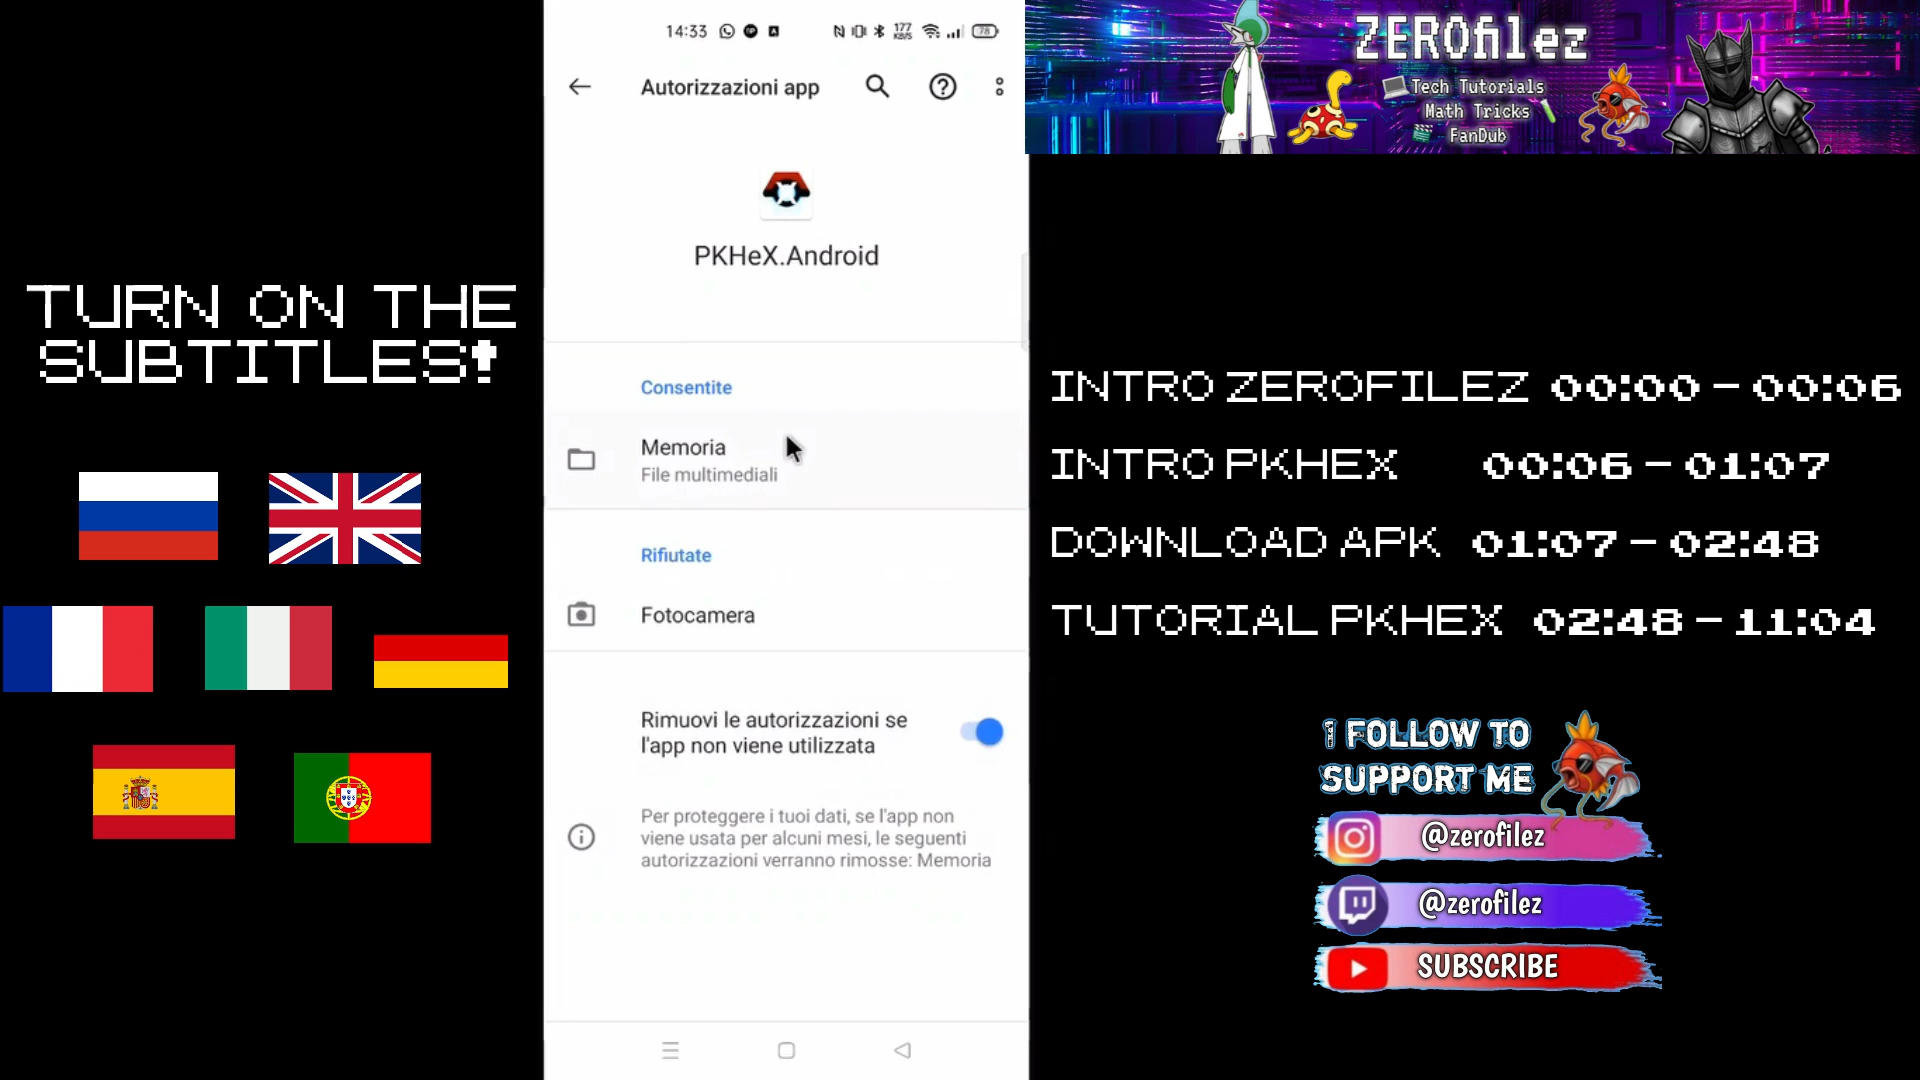 TURN ON THE
SUBTITLES!
14:33
177
KB/S
78
Autorizzazioni app
PKHeX.Android
Consentite
Memoria
File multimediali
Rifiutate
Fotocamera
Rimuovi le autorizzazioni se
l'app non viene utilizzata
Per proteggere i tuoi dati, se l'app non
viene usata per alcuni mesi, le seguenti
autorizzazioni verranno rimosse: Memoria
ZEROfilez
Tech Tutorials
Math Tricks
FanDub
INTRO ZEROFILEZ 00:00 - 00:06
INTRO PKHEX 00:06 - 01:07
DOWNLOAD APK 01:07 - 02:48
TUTORIAL PKHEX 02:48 - 11:04
1 FOLLOW TO
SUPPORT ME
@zerofilez
@zerofilez
SUBSCRIBE